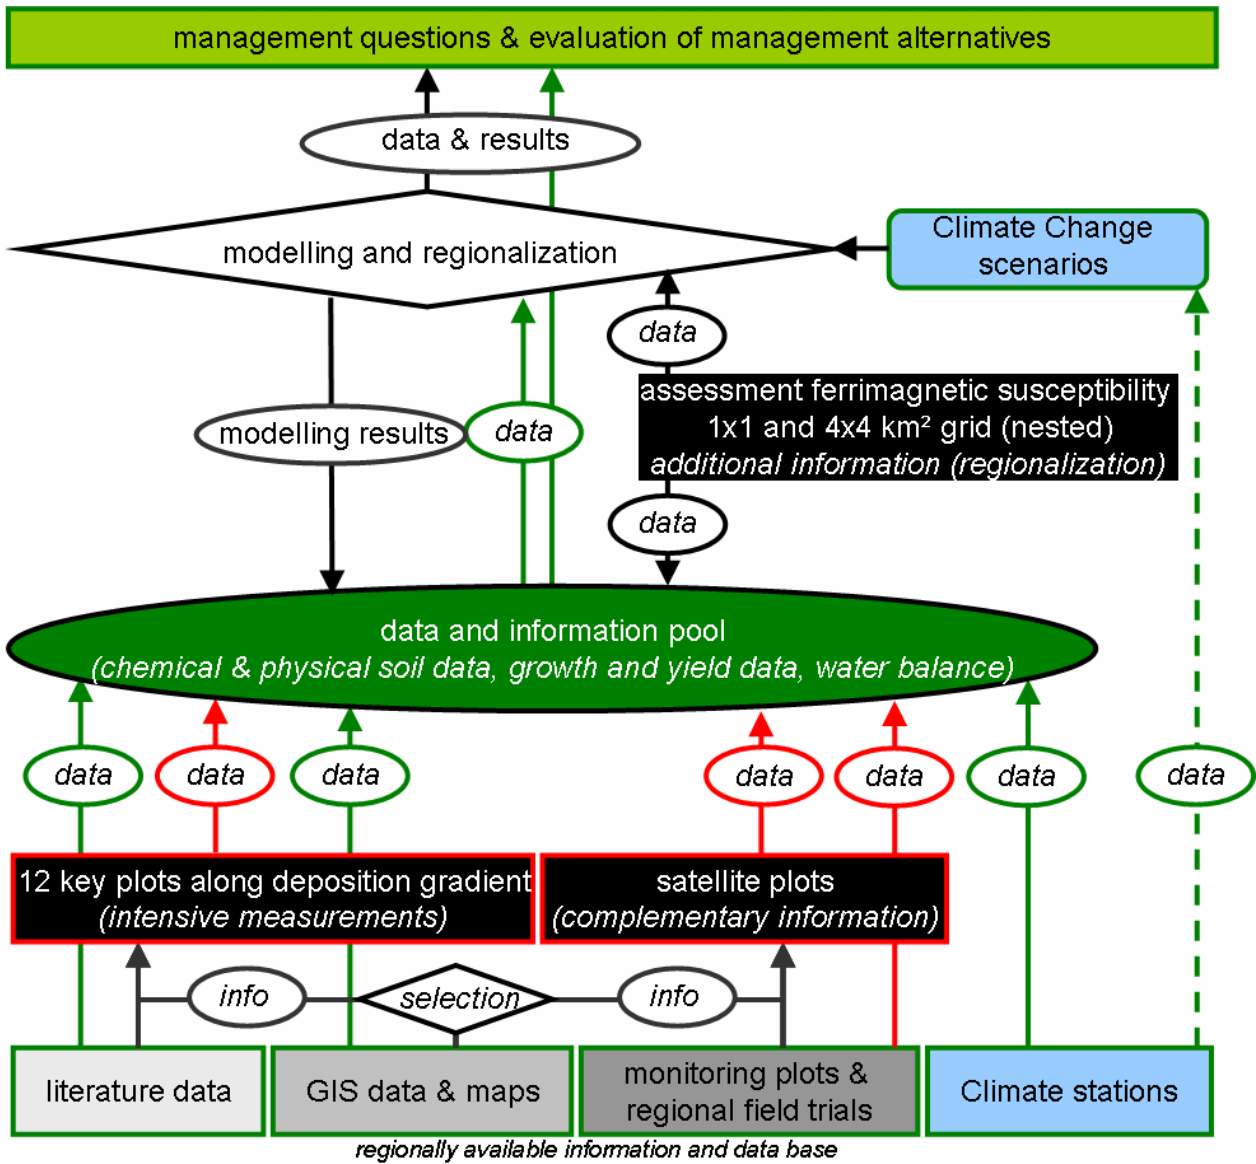 management questions & evaluation of management alternatives
data & results
modelling and regionalization
Climate Change
scenarios
data
assessment ferrimagnetic susceptibility
1x1 and 4x4 km² grid (nested)
additional information (regionalization)
modelling results
data
data
data and information pool
(chemical & physical soil data, growth and yield data, water balance)
data
data
data
data
data
data
data
12 key plots along deposition gradient
(intensive measurements)
satellite plots
(complementary information)
info
selection
info
literature data
GIS data & maps
monitoring plots &
regional field trials
Climate stations
regionally available information and data base